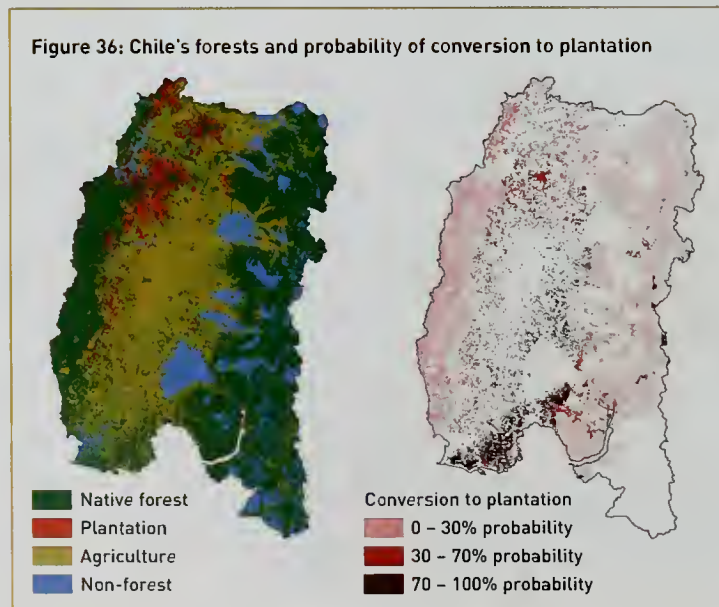 Figure 36: Chile's forests and probability of conversion to plantation
Native forest
Plantation
Agriculture
Non-forest
Conversion to plantation
0 – 30% probability
30 – 70% probability
70 – 100% probability